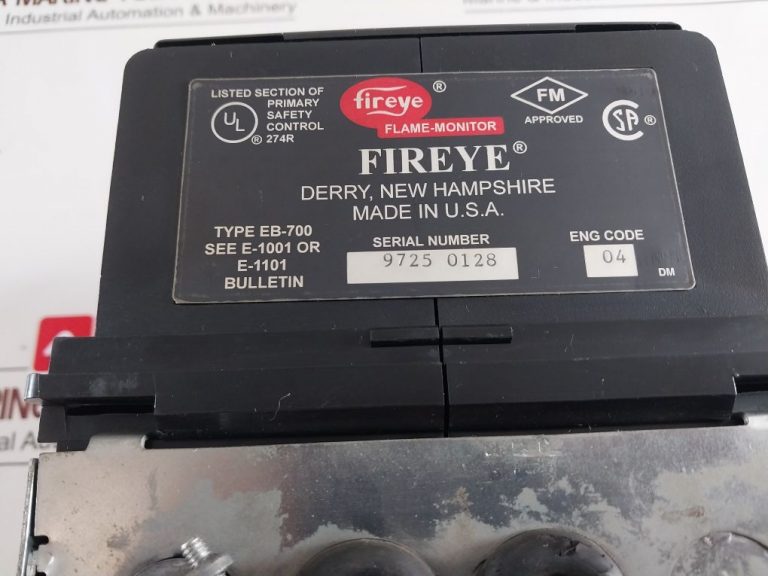 Industrial Automation & Machinery
LISTED SECTION OF
PRIMARY
SAFETY
CONTROL
274R
UL
®
fireye ®
FLAME-MONITOR
FM
APPROVED
SA ®
FIREYE®
DERRY, NEW HAMPSHIRE
MADE IN U.S.A.
TYPE EB-700
SEE E-1001 OR
E-1101
BULLETIN
SERIAL NUMBER
9725 0128
ENG CODE
04
DM